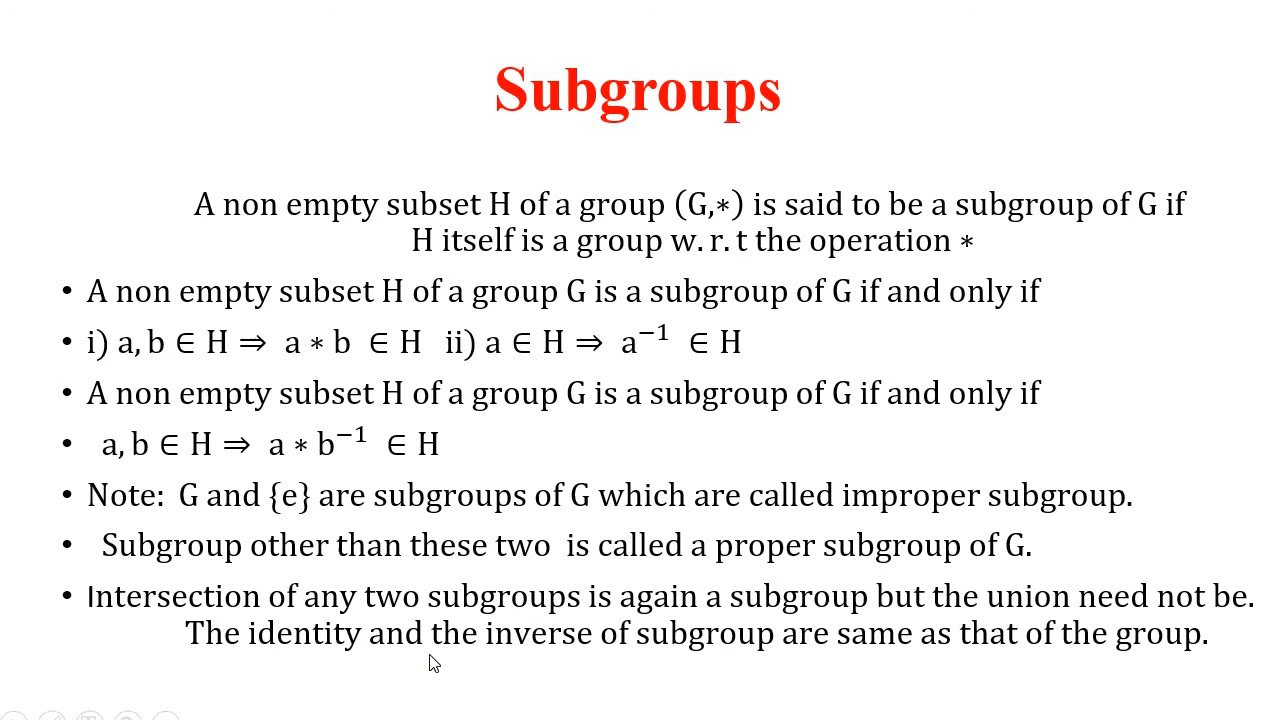 Subgroups
A non empty subset H of a group (G,∗) is said to be a subgroup of G if
H itself is a group w. r. t the operation ∗
• A non empty subset H of a group G is a subgroup of G if and only if
• i) a, b ∈ H ⇒ a ∗ b ∈ H ii) a ∈ H ⇒ a⁻¹ ∈ H
• A non empty subset H of a group G is a subgroup of G if and only if
• a, b ∈ H ⇒ a ∗ b⁻¹ ∈ H
• Note: G and {e} are subgroups of G which are called improper subgroup.
• Subgroup other than these two is called a proper subgroup of G.
• Intersection of any two subgroups is again a subgroup but the union need not be.
The identity and the inverse of subgroup are same as that of the group.